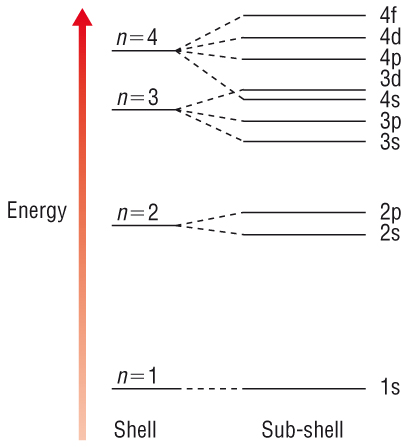 4f
n=4
4d
4p
3d
n=3
4s
3p
3s
Energy
n=2
2p
2s
n=1
1s
Shell
Sub-shell